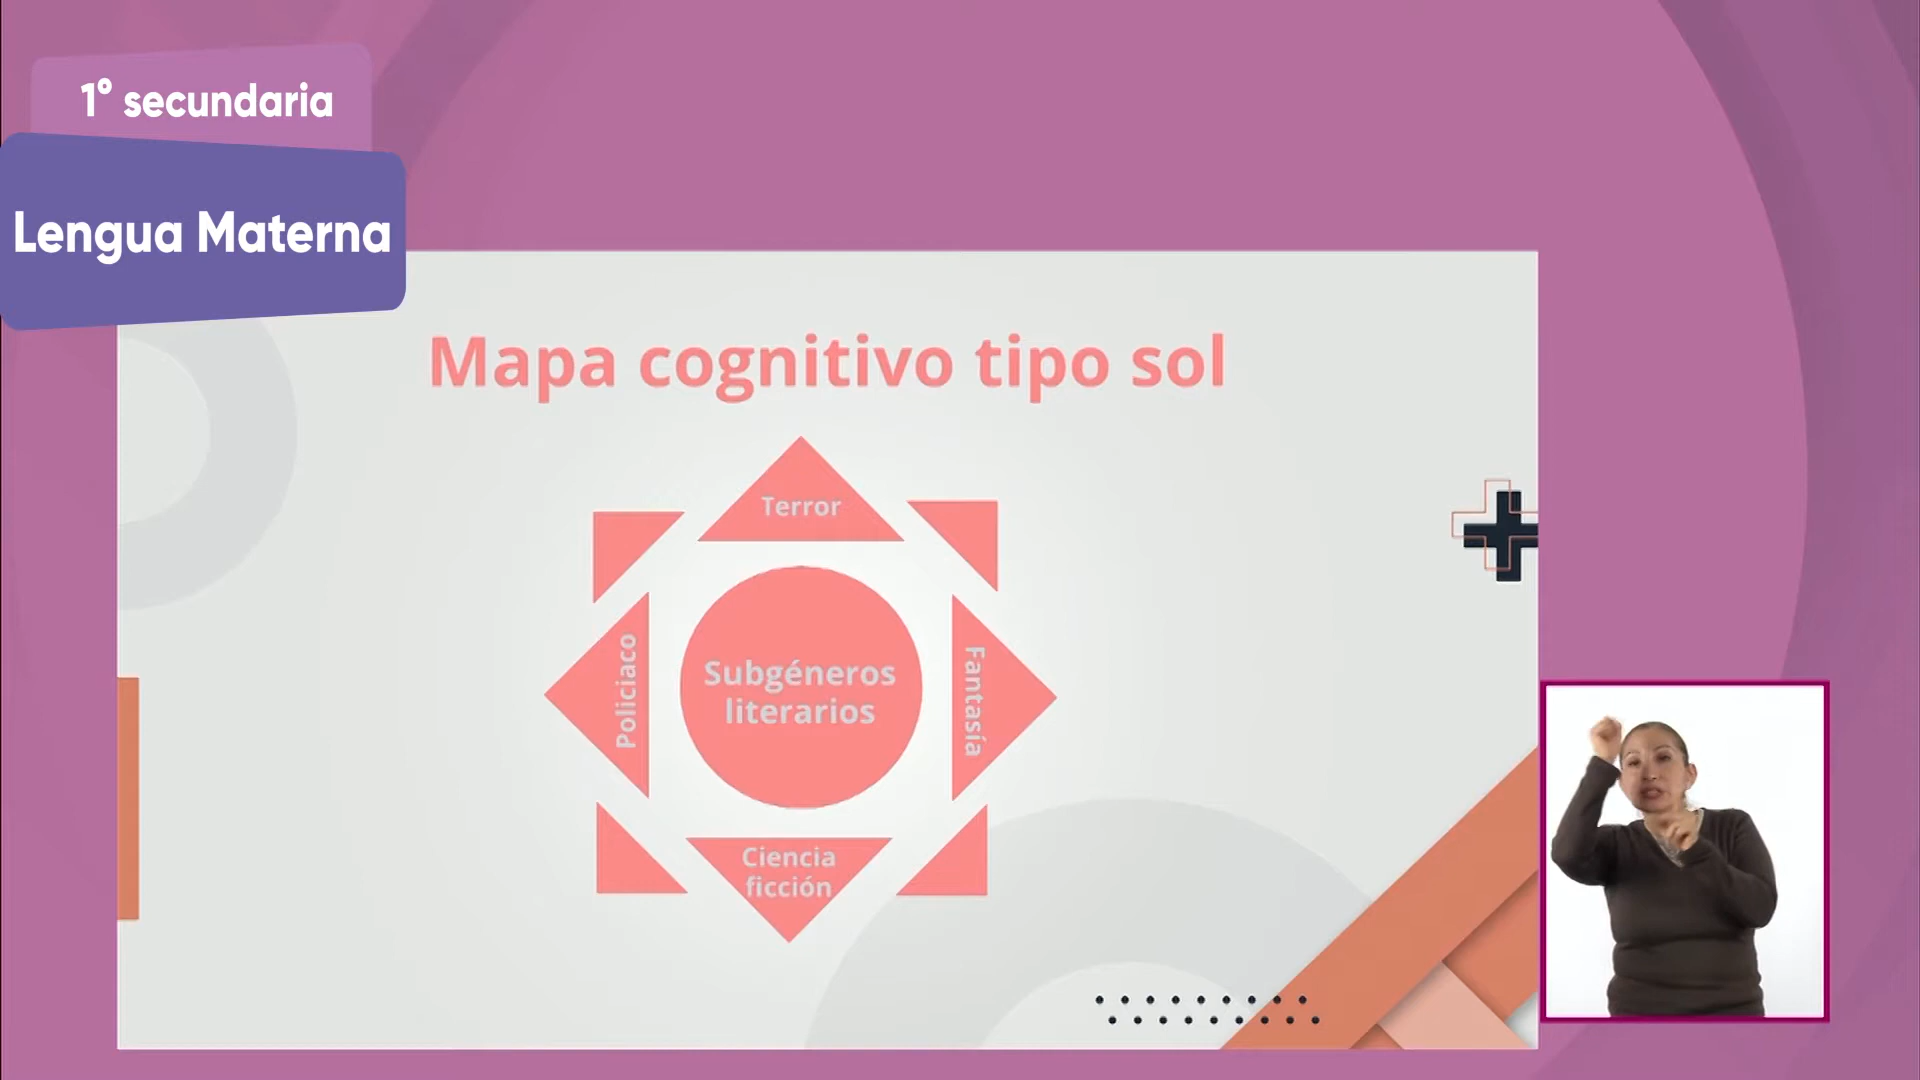 1° secundaria
Lengua Materna
Mapa cognitivo tipo sol
Terror
Policiaco
Subgéneros
literarios
Fantasía
Ciencia
ficción